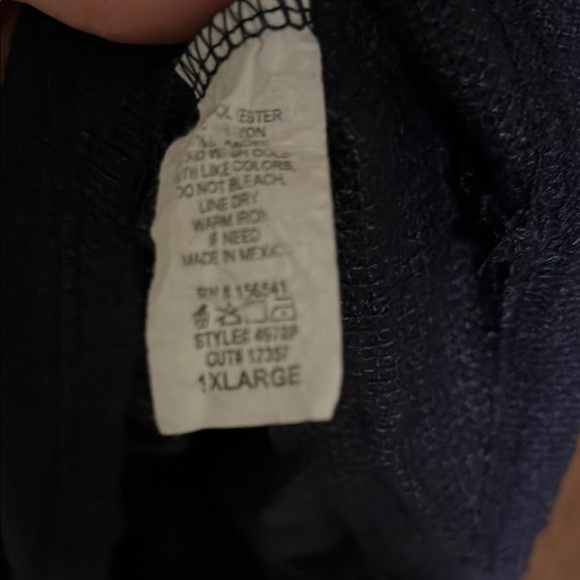 POLYESTER
RAYON
HAND WASH COLD
WITH LIKE COLORS,
DO NOT BLEACH,
LINE DRY
WARM IRON
IF NEED
MADE IN MEXICO
RN # 156541
STYLE# 4978P
CUT# 12357
1XLARGE